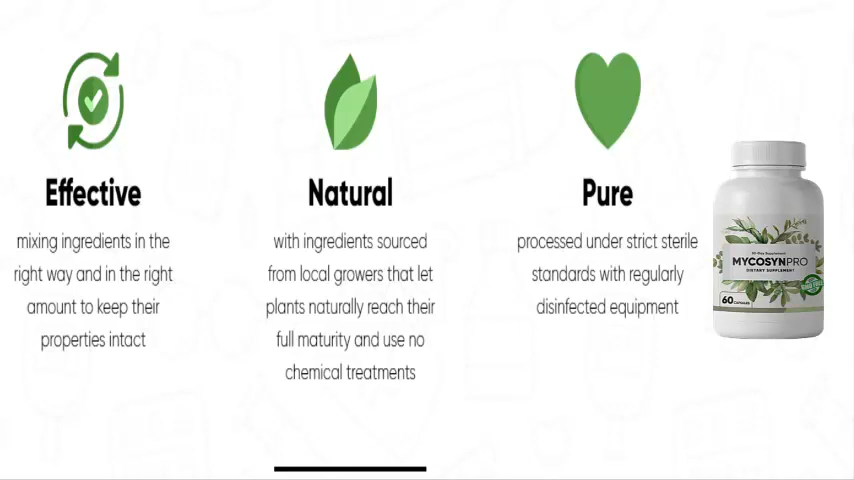 Effective
mixing ingredients in the
right way and in the right
amount to keep their
properties intact
Natural
with ingredients sourced
from local growers that let
plants naturally reach their
full maturity and use no
chemical treatments
Pure
processed under strict sterile
standards with regularly
disinfected equipment
MYCOSYNPRO
DIETARY SUPPLEMENT
60 CAPSULES